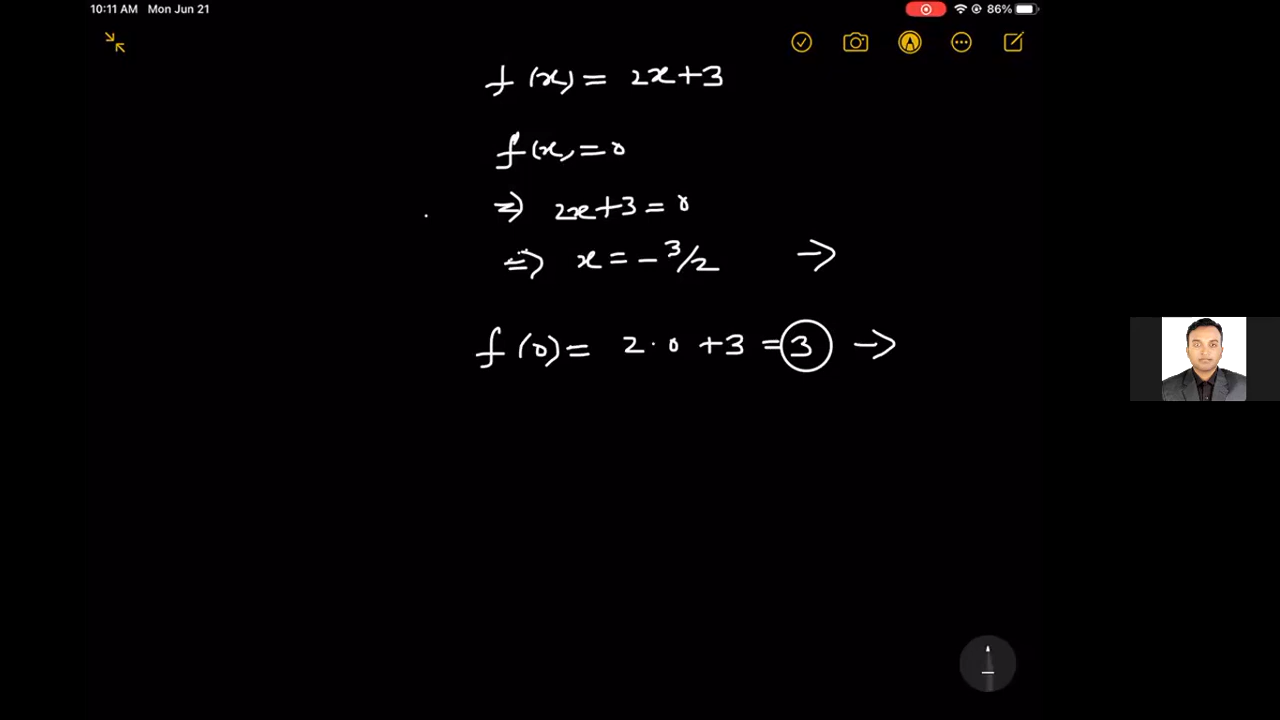 10:11 AM Mon Jun 21
86%
f(x) = 2x+3
f(x) = 0
⇒ 2x+3 = 0
⇒ x = - 3/2 →
f(0) = 2·0 +3 = 3 →